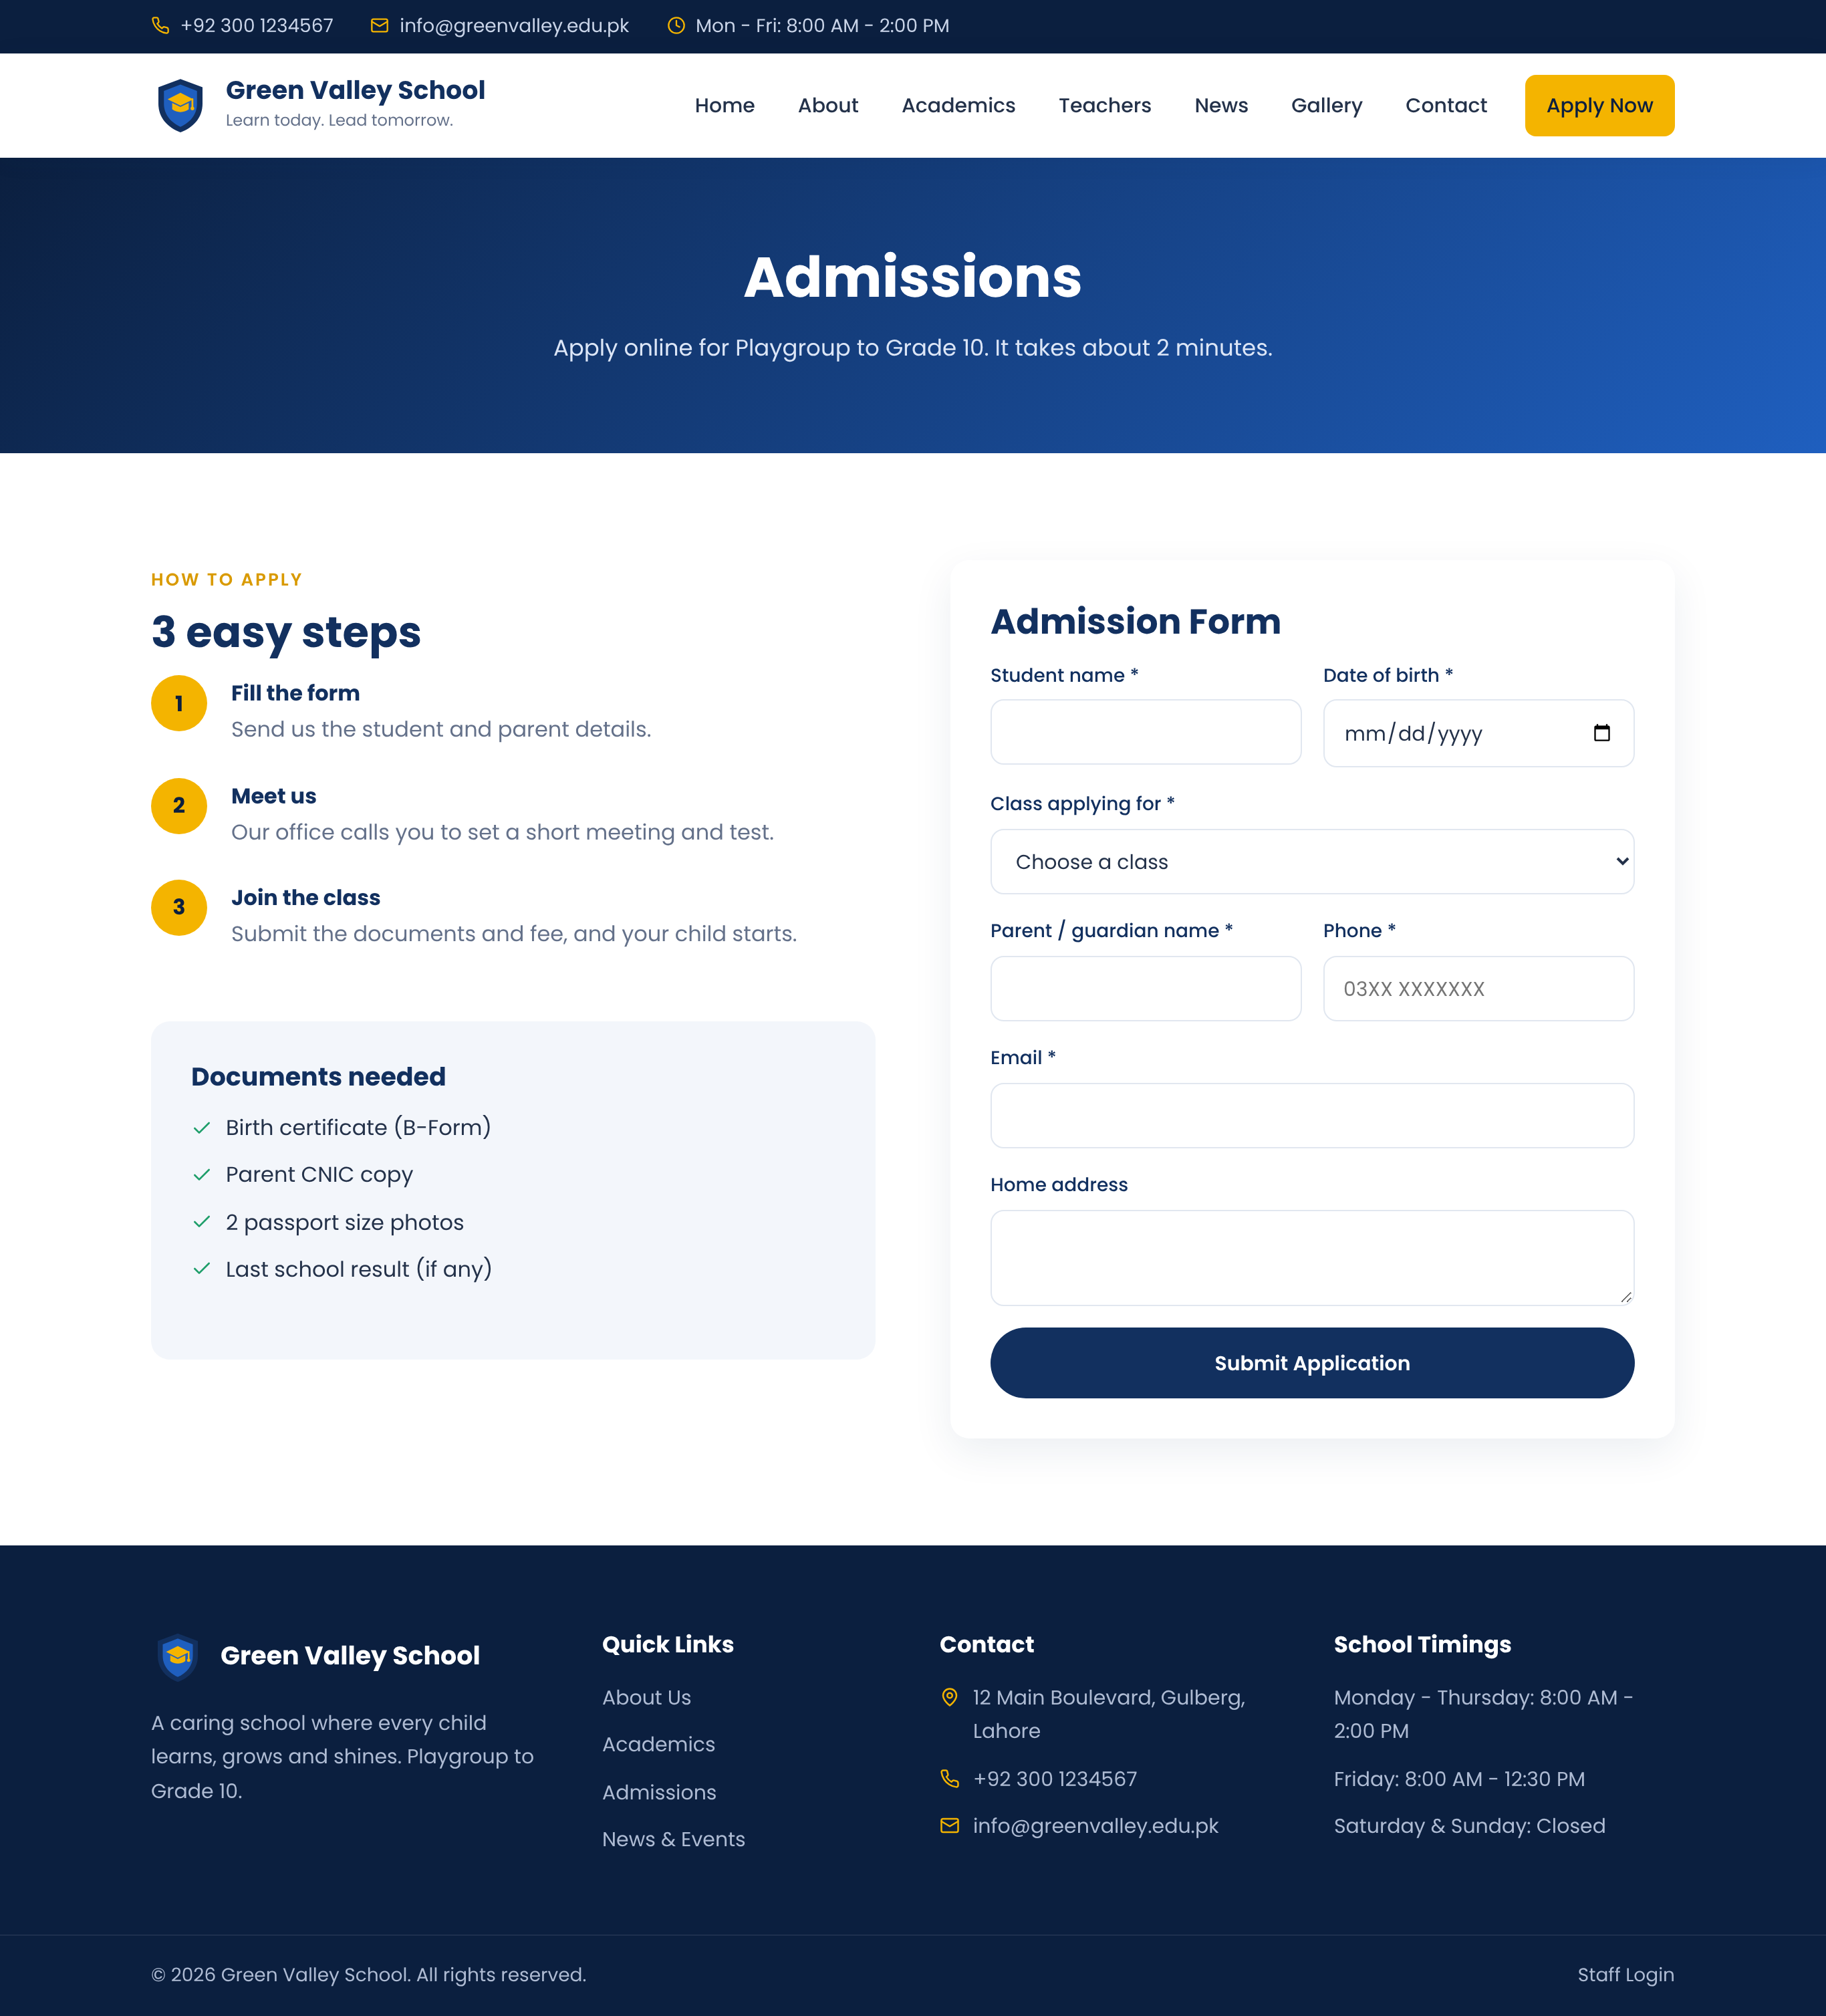 +92 300 1234567
info@greenvalley.edu.pk
Mon - Fri: 8:00 AM - 2:00 PM
Green Valley School
Learn today. Lead tomorrow.
Home
About
Academics
Teachers
News
Gallery
Contact
Apply Now
Admissions
Apply online for Playgroup to Grade 10. It takes about 2 minutes.
HOW TO APPLY
3 easy steps
1
Fill the form
Send us the student and parent details.
2
Meet us
Our office calls you to set a short meeting and test.
3
Join the class
Submit the documents and fee, and your child starts.
Documents needed
Birth certificate (B-Form)
Parent CNIC copy
2 passport size photos
Last school result (if any)
Admission Form
Student name *
Date of birth *
mm/dd/yyyy
Class applying for *
Choose a class
Parent / guardian name *
Phone *
03XX XXXXXXX
Email *
Home address
Submit Application
Green Valley School
A caring school where every child
learns, grows and shines. Playgroup to
Grade 10.
Quick Links
About Us
Academics
Admissions
News & Events
Contact
12 Main Boulevard, Gulberg,
Lahore
+92 300 1234567
info@greenvalley.edu.pk
School Timings
Monday - Thursday: 8:00 AM -
2:00 PM
Friday: 8:00 AM - 12:30 PM
Saturday & Sunday: Closed
© 2026 Green Valley School. All rights reserved.
Staff Login